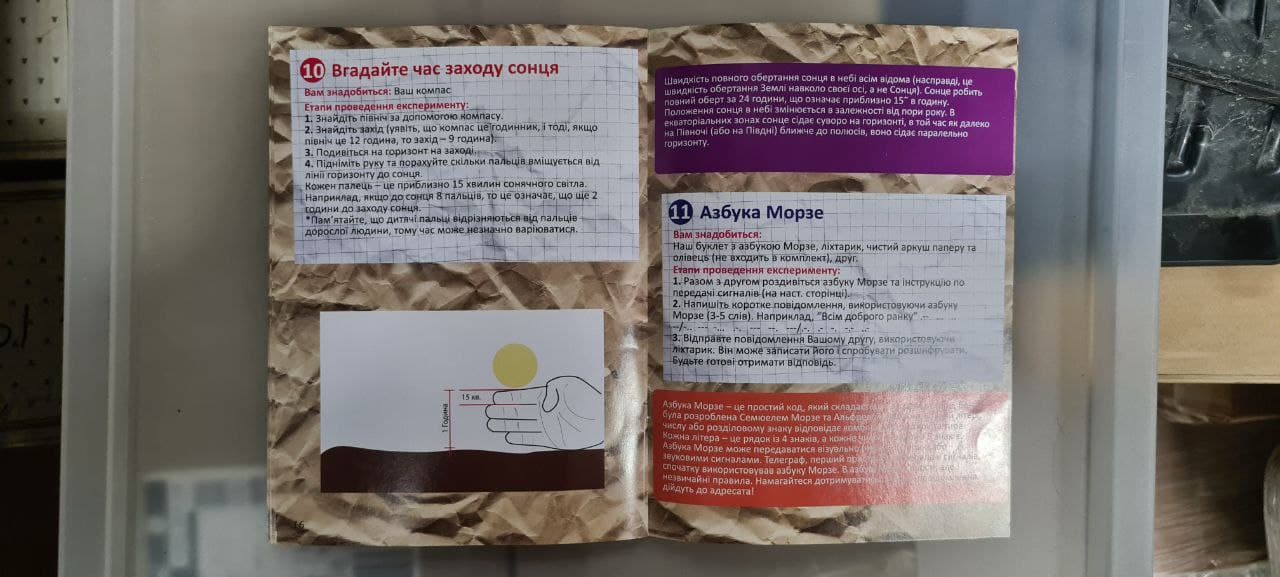 10 Вгадайте час заходу сонця
Вам знадобиться: Ваш компас
Етапи проведення експерименту:
1. Знайдіть північ за допомогою компасу.
2. Знайдіть захід (уявіть, що компас це годинник, і тоді, якщо
північ це 12 година, то захід – 9 година).
3. Подивіться на горизонт на заході.
4. Підніміть руку та порахуйте скільки пальців вміщується від
лінії горизонту до сонця.
Кожен палець – це приблизно 15 хвилин сонячного світла.
Наприклад, якщо до сонця 8 пальців, то це означає, що ще 2
години до заходу сонця.
*Пам'ятайте, що дитячі пальці відрізняються від пальців
дорослої людини, тому час може незначно варіюватися.
15 хв.
1 Година
16
Швидкість повного обертання сонця в небі всім відома (насправді, це
швидкість обертання Землі навколо своєї осі, а не Сонця). Сонце робить
повний оберт за 24 години, що означає приблизно 15˚ в годину.
Положення сонця в небі змінюється в залежності від пори року. В
екваторіальних зонах сонце сідає суворо на горизонті, в той час як далеко
на Півночі (або на Півдні) ближче до полюсів, воно сідає паралельно
горизонту.
11 Азбука Морзе
Вам знадобиться:
Наш буклет з азбукою Морзе, ліхтарик, чистий аркуш паперу та
олівець (не входить в комплект), друг.
Етапи проведення експерименту:
1. Разом з другом роздивіться азбуку Морзе та інструкцію по
передачі сигналів (на наст. сторінці).
2. Напишіть коротке повідомлення, використовуючи азбуку
Морзе (3-5 слів). Наприклад, "Всім доброго ранку"
3. Відправте повідомлення Вашому другу, використовуючи
ліхтарик. Він може записати його і спробувати розшифрувати.
Будьте готові отримати відповідь.
Азбука Морзе – це простий код, який
була розроблена Семюелем Морзе та
числу або розділовому знаку відповідає
Кожна літера – це рядок із 4 знаків, а кожне
Азбука Морзе може передаватися візуально
звуковими сигналами. Телеграф, перший
спочатку використовував азбуку Морзе. В
незвичайні правила. Намагайтеся
дійдуть до адресата!